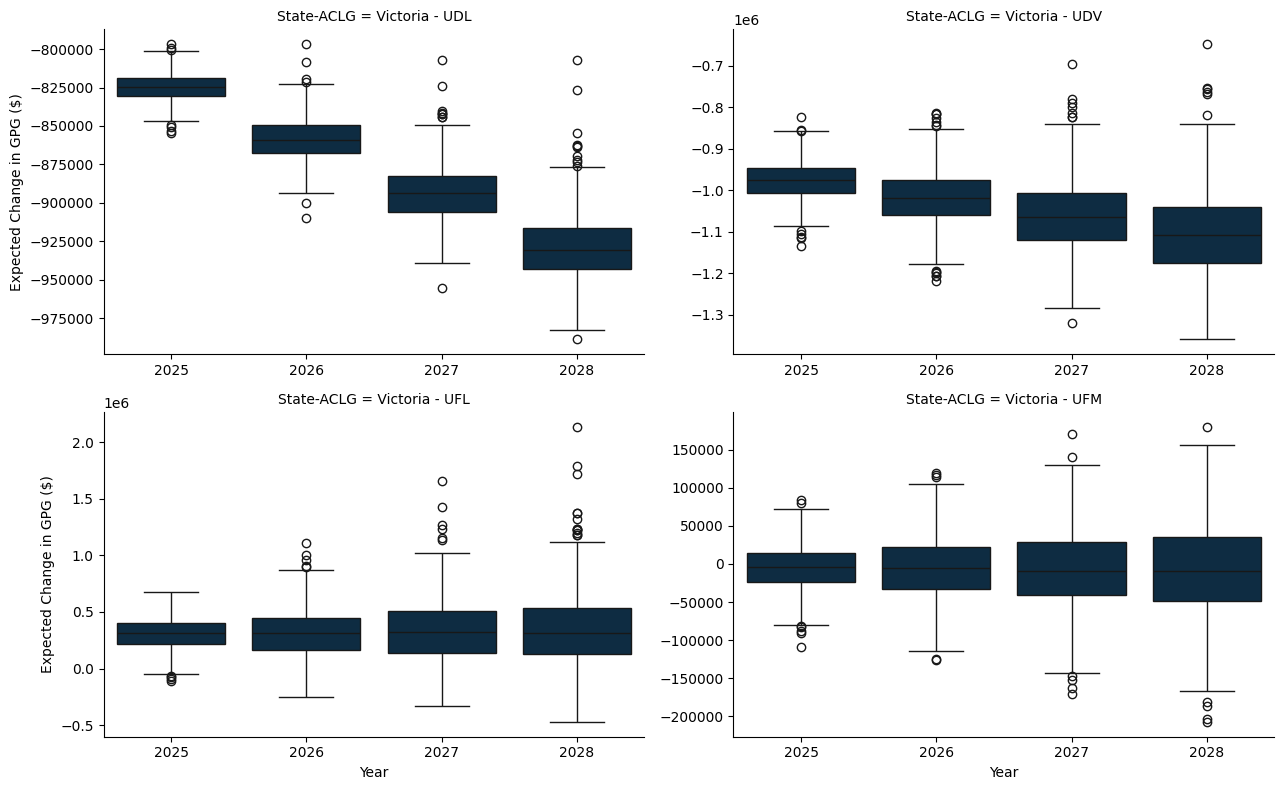 State-ACLG = Victoria - UDL
Expected Change in GPG ($)
−800000
−825000
−850000
−875000
−900000
−925000
−950000
−975000
2025 2026 2027 2028
State-ACLG = Victoria - UDV
1e6
−0.7
−0.8
−0.9
−1.0
−1.1
−1.2
−1.3
2025 2026 2027 2028
State-ACLG = Victoria - UFL
1e6
Expected Change in GPG ($)
2.0
1.5
1.0
0.5
0.0
−0.5
2025 2026 2027 2028
Year
State-ACLG = Victoria - UFM
150000
100000
50000
0
−50000
−100000
−150000
−200000
2025 2026 2027 2028
Year